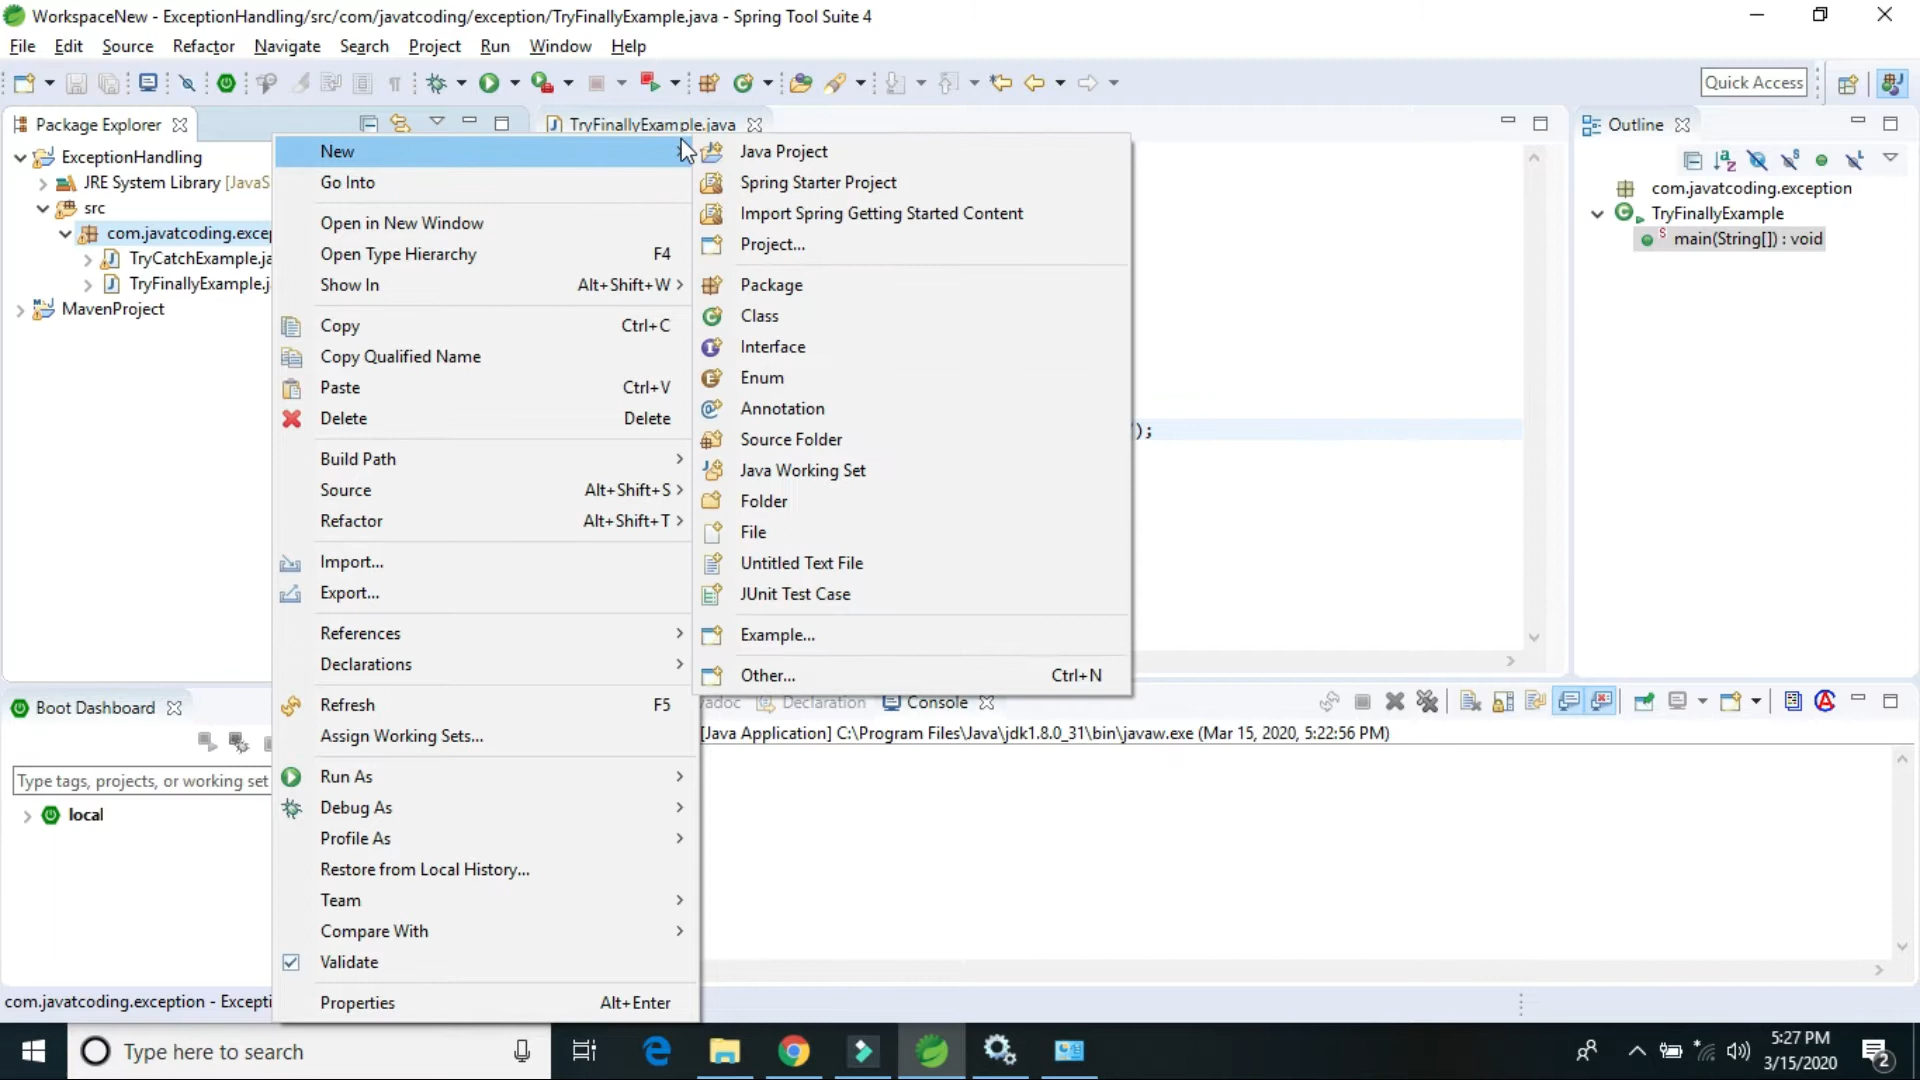 WorkspaceNew - ExceptionHandling/src/com/javatcoding/exception/TryFinallyExample.java - Spring Tool Suite 4
File Edit Source Refactor Navigate Search Project Run Window Help
Quick Access
Package Explorer
TryFinallyExample.java
Outline
ExceptionHandling
JRE System Library [JavaS
src
com.javatcoding.excep
TryCatchExample.ja
TryFinallyExample.j
MavenProject
New
Go Into
Open in New Window
Open Type Hierarchy F4
Show In Alt+Shift+W
Copy Ctrl+C
Copy Qualified Name
Paste Ctrl+V
Delete Delete
Build Path
Source Alt+Shift+S
Refactor Alt+Shift+T
Import...
Export...
References
Declarations
Refresh F5
Assign Working Sets...
Run As
Debug As
Profile As
Restore from Local History...
Team
Compare With
Validate
Properties Alt+Enter
Java Project
Spring Starter Project
Import Spring Getting Started Content
Project...
Package
Class
Interface
Enum
Annotation
Source Folder
Java Working Set
Folder
File
Untitled Text File
JUnit Test Case
Example...
Other... Ctrl+N
);
com.javatcoding.exception
TryFinallyExample
main(String[]) : void
Boot Dashboard
Type tags, projects, or working set
local
adoc Declaration Console
[Java Application] C:\Program Files\Java\jdk1.8.0_31\bin\javaw.exe (Mar 15, 2020, 5:22:56 PM)
com.javatcoding.exception - Excepti
Type here to search
5:27 PM
3/15/2020
2